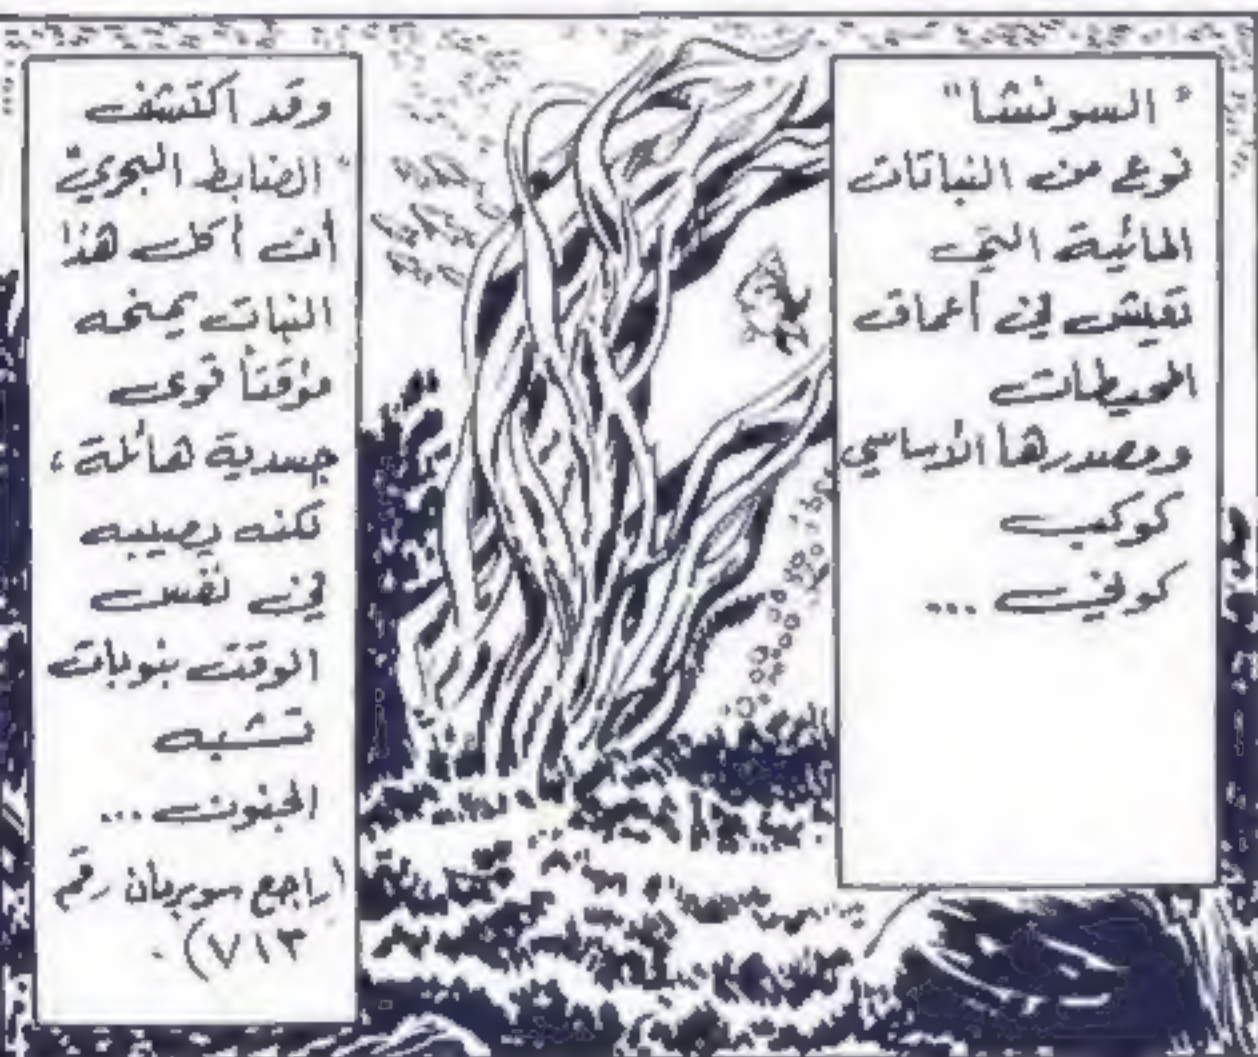 "السونشا"
نوع من النباتات
المائية التي
تعيش في أعماق
المحيطات
ومصدرها الأساسي
كوكب
كوفي ...
وقد اكتشف
"الضابط البحري"
أن أكل هذا
النبات يمنحه
مؤقتاً قوى
جسدية هائلة ،
لكنه يصيبه
في نفس
الوقت بنوبات
تشبه
الجنون ...
(راجع سوبرمان رقم
٧١٣) .